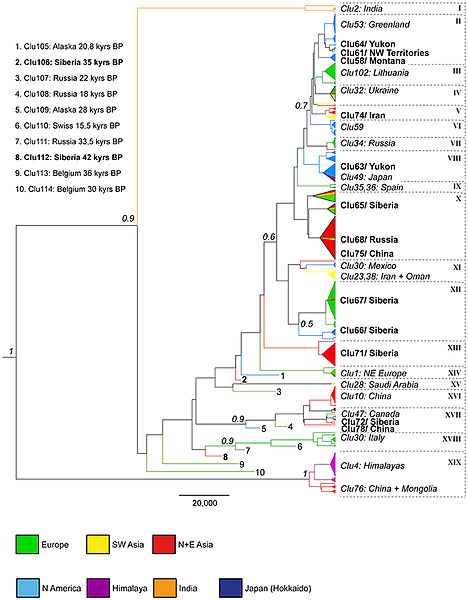 Clu2: India I
Clu53: Greenland II
1. Clu105: Alaska 20,8 kyrs BP
2. Clu106: Siberia 35 kyrs BP
3. Clu107: Russia 22 kyrs BP
4. Clu108: Russia 18 kyrs BP
5. Clu109: Alaska 28 kyrs BP
6. Clu110: Swiss 15,5 kyrs BP
7. Clu111: Russia 33,5 kyrs BP
8. Clu112: Siberia 42 kyrs BP
9. Clu113: Belgium 36 kyrs BP
10. Clu114: Belgium 30 kyrs BP
Clu64/ Yukon
Clu61/ NW Territories
Clu58/ Montana
Clu102: Lithuania III
Clu32: Ukraine IV
0.7
Clu74/ Iran V
Clu59 VI
Clu34: Russia VII
VIII
Clu63/ Yukon
Clu49: Japan
Clu35,36: Spain IX
X
Clu65/ Siberia
0.9
0.6
Clu68/ Russia
Clu75/ China
Clu30: Mexico XI
Clu23,38: Iran + Oman
XII
Clu67/ Siberia
0.5
Clu66/ Siberia
XIII
Clu71/ Siberia
1
Clu1: NE Europe XIV
1
2
Clu28: Saudi Arabia XV
3
Clu10: China XVI
Clu47: Canada XVII
0.9
Clu72/ Siberia
5 4
Clu78/ China
0.9
Clu30: Italy XVIII
6
7
8
9
Clu4: Himalayas XIX
10
1
Clu76: China + Mongolia
20,000
Europe SW Asia N+E Asia
N America Himalaya India Japan (Hokkaido)